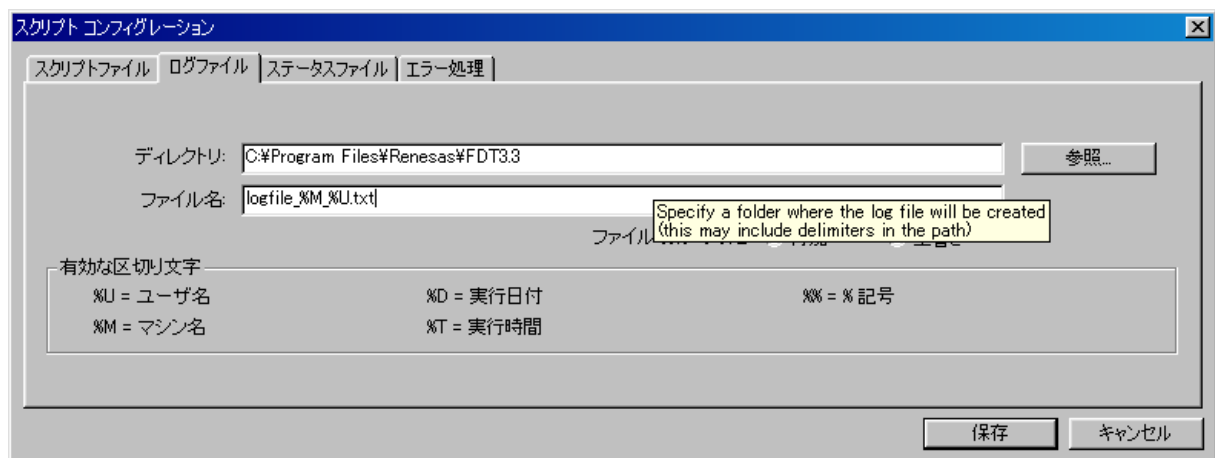 スクリプト コンフィグレーション
スクリプトファイル ログファイル ステータスファイル エラー処理
ディレクトリ: C:¥Program Files¥Renesas¥FDT3.3 参照...
ファイル名: logfile_%M_%U.txt
Specify a folder where the log file will be created
(this may include delimiters in the path)
ファイル
有効な区切り文字
%U = ユーザ名 %D = 実行日付 %% = % 記号
%M = マシン名 %T = 実行時間
保存 キャンセル